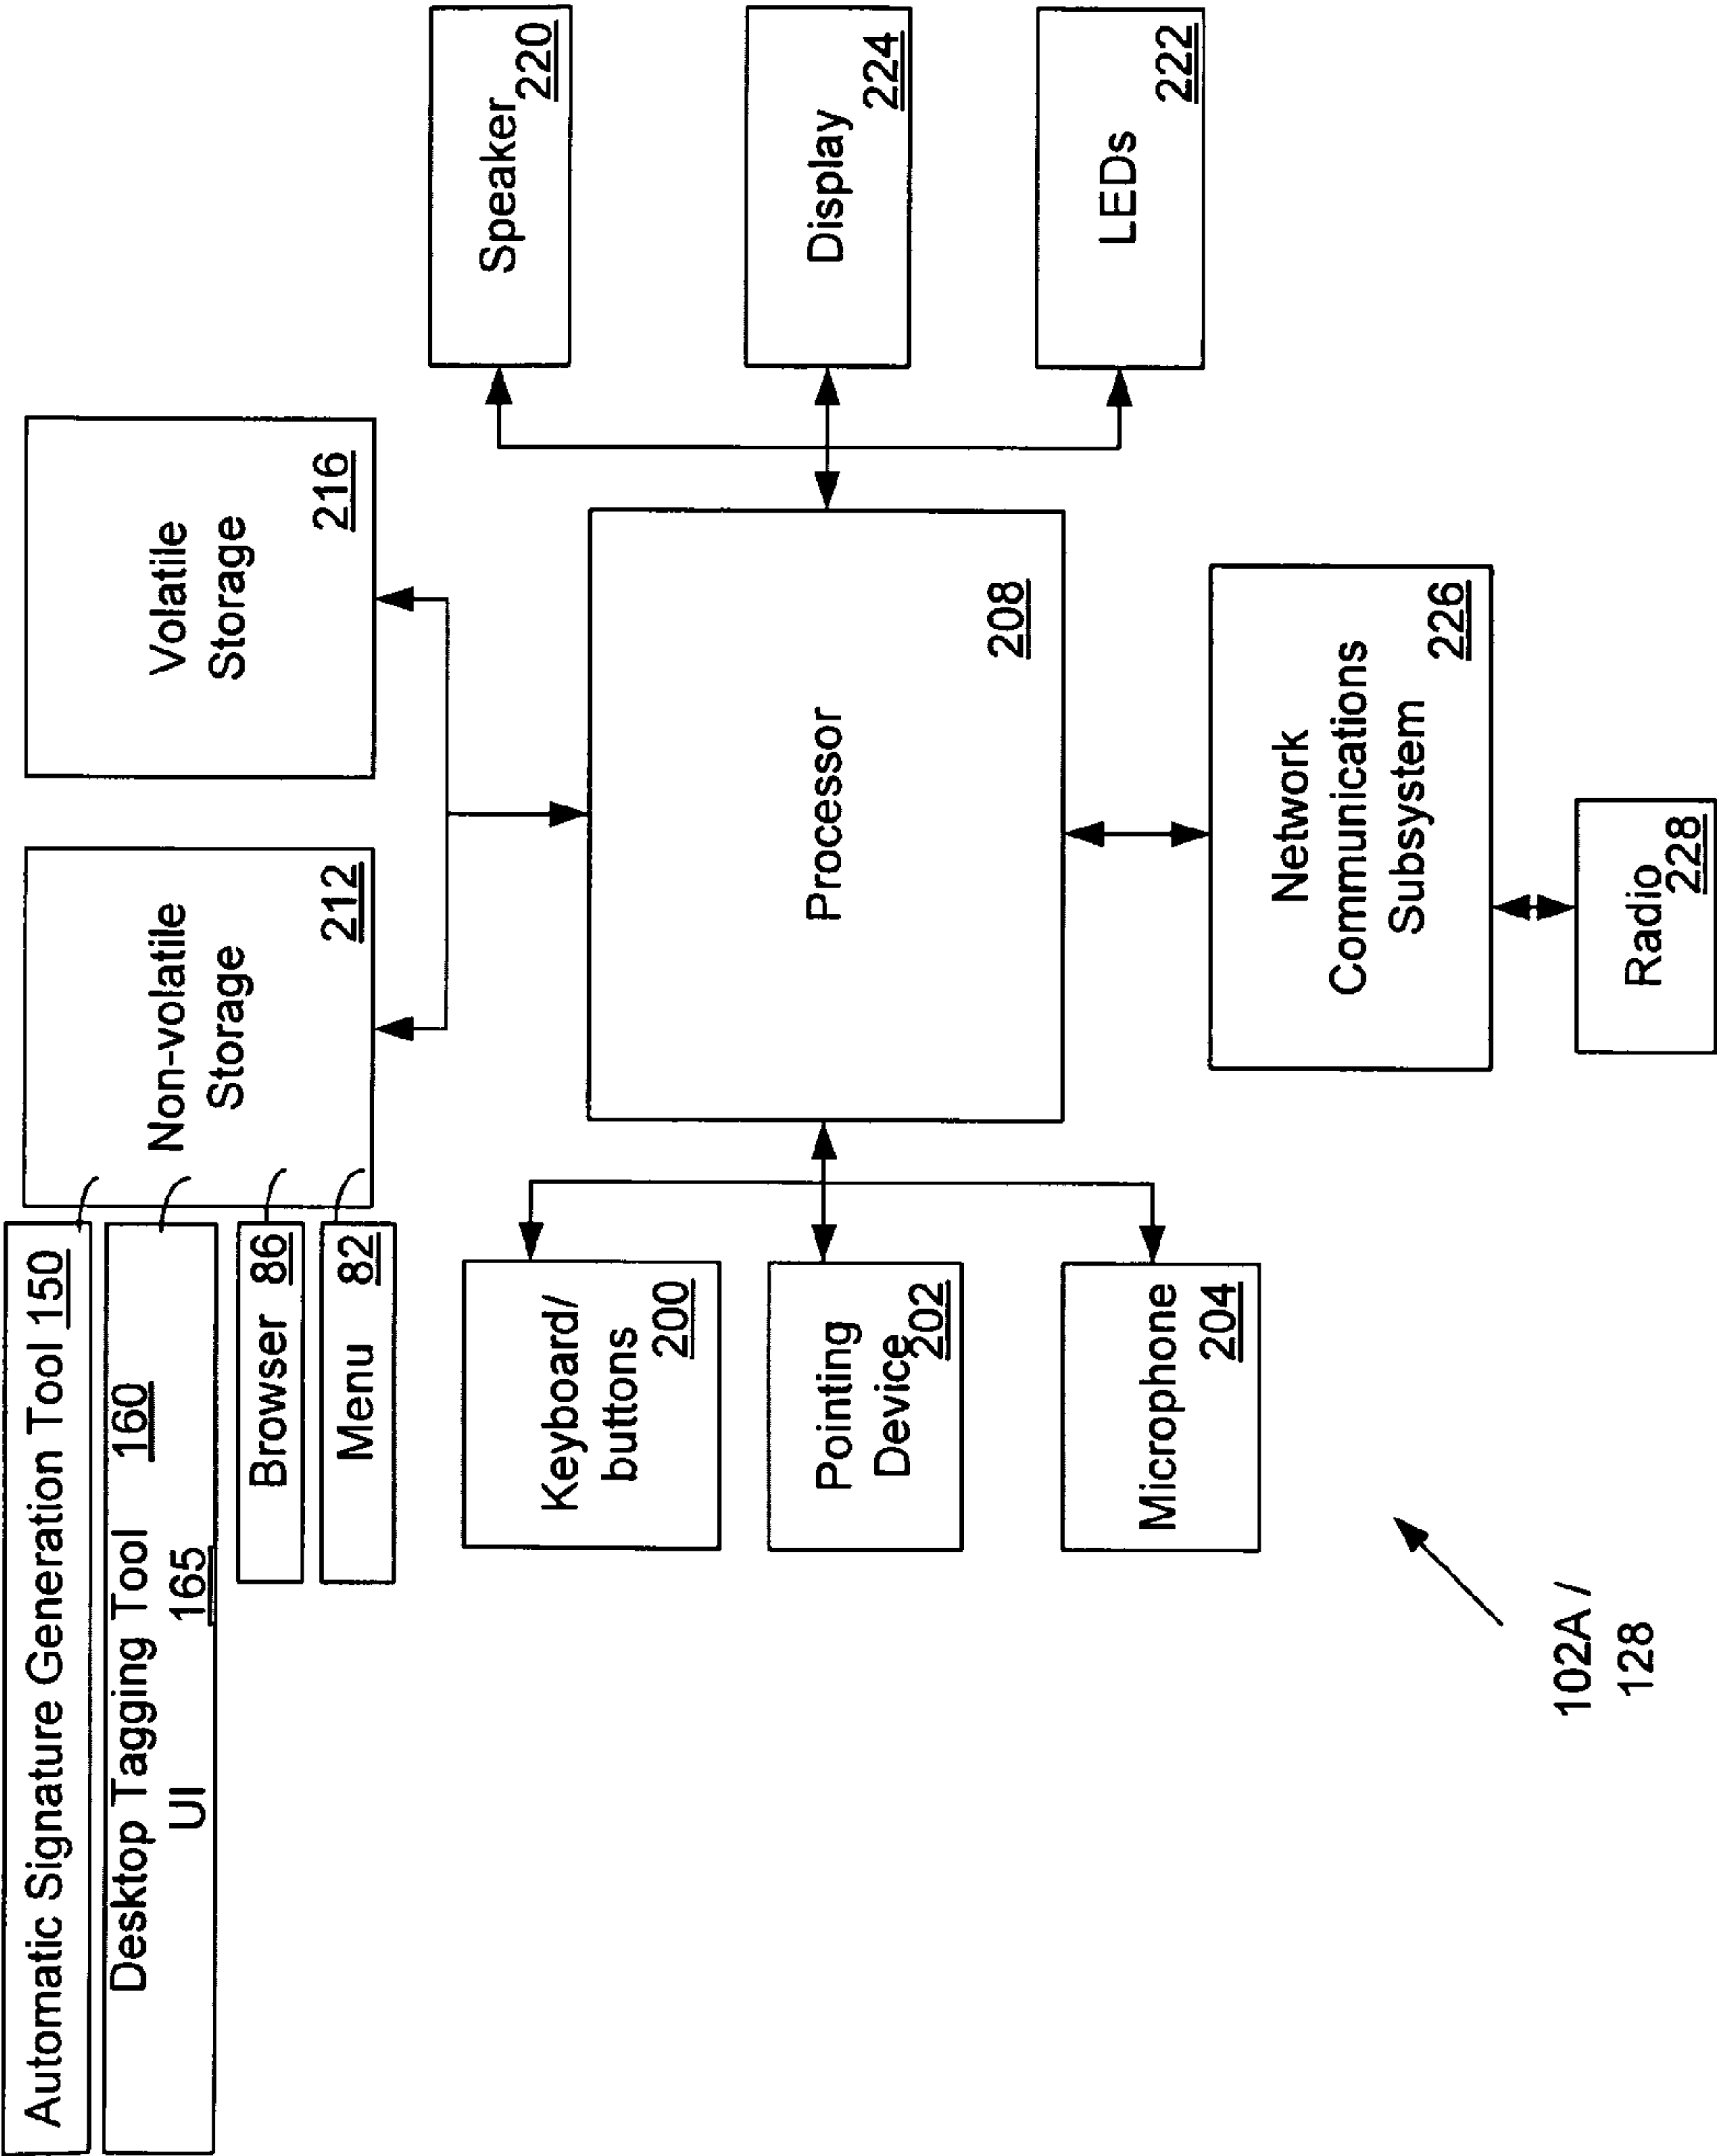 Automatic Signature Generation Tool 150
Desktop Tagging Tool 160
UI 165
Browser 86
Menu 82
Non-volatile
Storage
212
Volatile
Storage
216
Keyboard/
buttons
200
Pointing
Device
202
Microphone
204
Processor
208
Speaker
220
Display
224
LEDs
222
Network
Communications
Subsystem
226
Radio
228
102A /
128